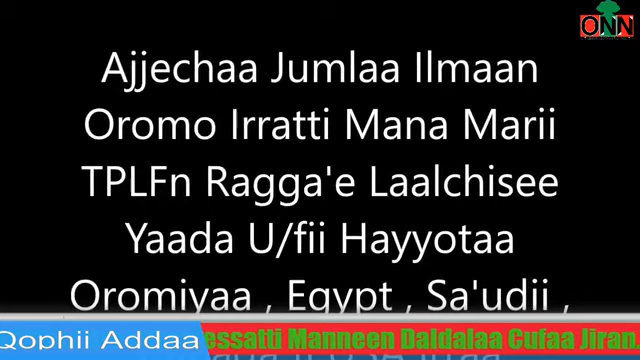 ONN
Ajjechaa Jumlaa Ilmaan
Oromo Irratti Mana Marii
TPLFn Ragga'e Laalchisee
Yaada U/fii Hayyotaa
Oromiyaa , Egypt , Sa'udii ,
Qophii Addaa
essatti Manneen Daldalaa Cufaa Jiran.